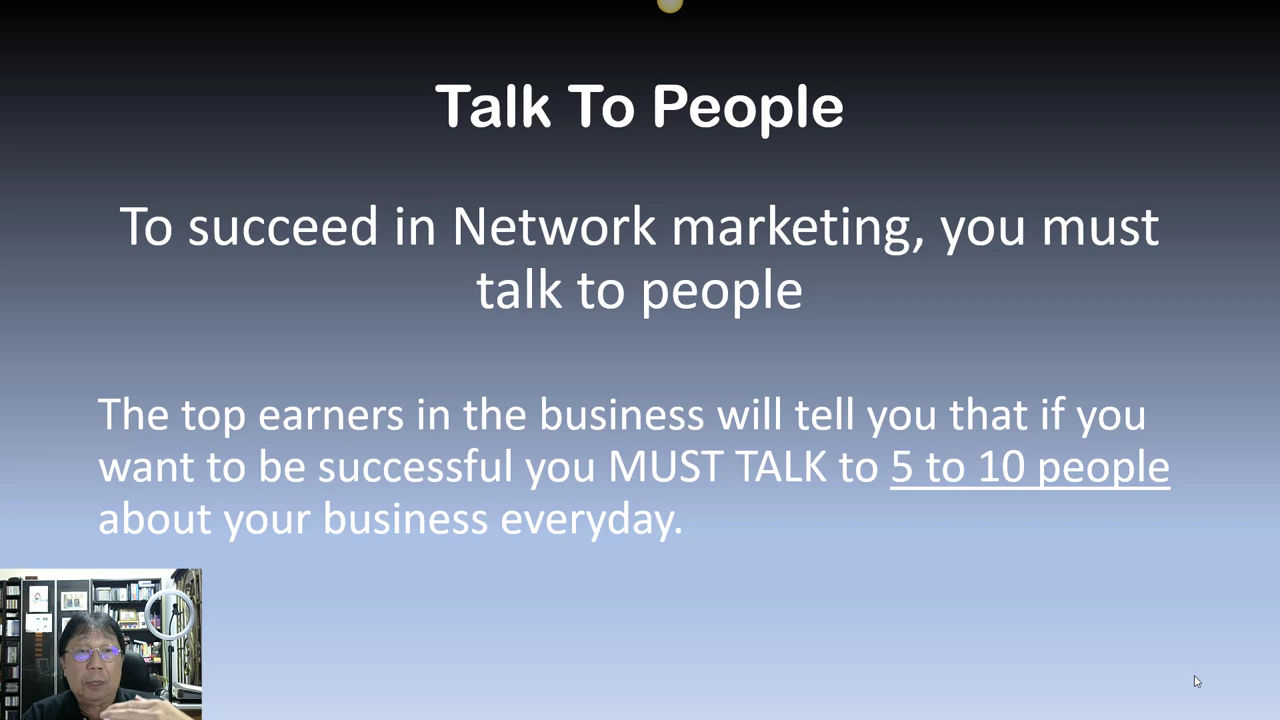 Talk To People
To succeed in Network marketing, you must
talk to people
The top earners in the business will tell you that if you
want to be successful you MUST TALK to 5 to 10 people
about your business everyday.